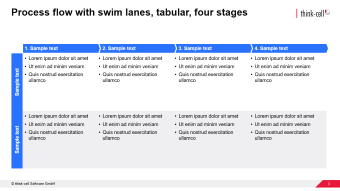 Process flow with swim lanes, tabular, four stages
think-cell
1. Sample text
2. Sample text
3. Sample text
4. Sample text
Sample text
• Lorem ipsum dolor sit amet
• Ut enim ad minim veniam
• Quis nostrud exercitation
ullamco
• Lorem ipsum dolor sit amet
• Ut enim ad minim veniam
• Quis nostrud exercitation
ullamco
• Lorem ipsum dolor sit amet
• Ut enim ad minim veniam
• Quis nostrud exercitation
ullamco
• Lorem ipsum dolor sit amet
• Ut enim ad minim veniam
• Quis nostrud exercitation
ullamco
Sample text
• Lorem ipsum dolor sit amet
• Ut enim ad minim veniam
• Quis nostrud exercitation
ullamco
• Lorem ipsum dolor sit amet
• Ut enim ad minim veniam
• Quis nostrud exercitation
ullamco
• Lorem ipsum dolor sit amet
• Ut enim ad minim veniam
• Quis nostrud exercitation
ullamco
• Lorem ipsum dolor sit amet
• Ut enim ad minim veniam
• Quis nostrud exercitation
ullamco
© think-cell Software GmbH